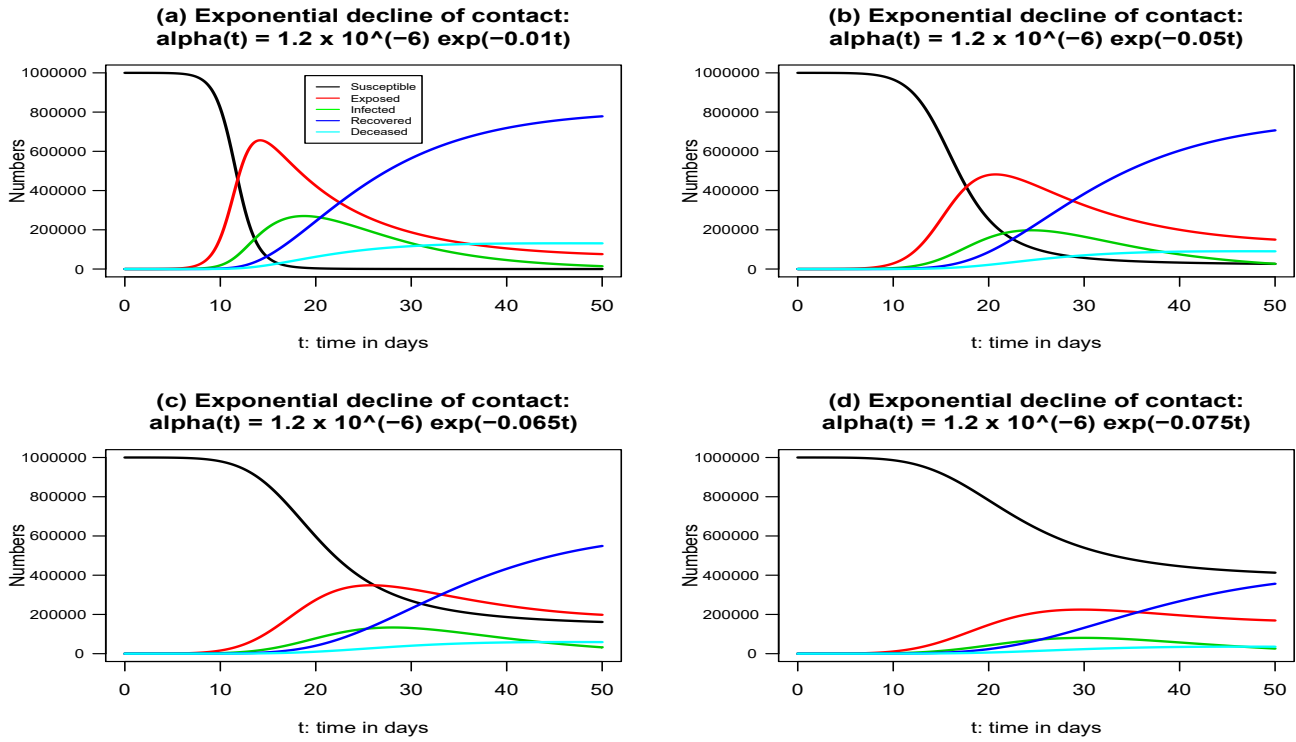 (a) Exponential decline of contact:
alpha(t) = 1.2 x 10^(−6) exp(−0.01t)
1000000
800000
600000
400000
200000
0
Numbers
Susceptible
Exposed
Infected
Recovered
Deceased
0 10 20 30 40 50
t: time in days
(b) Exponential decline of contact:
alpha(t) = 1.2 x 10^(−6) exp(−0.05t)
1000000
800000
600000
400000
200000
0
Numbers
0 10 20 30 40 50
t: time in days
(c) Exponential decline of contact:
alpha(t) = 1.2 x 10^(−6) exp(−0.065t)
1000000
800000
600000
400000
200000
0
Numbers
0 10 20 30 40 50
t: time in days
(d) Exponential decline of contact:
alpha(t) = 1.2 x 10^(−6) exp(−0.075t)
1000000
800000
600000
400000
200000
0
Numbers
0 10 20 30 40 50
t: time in days